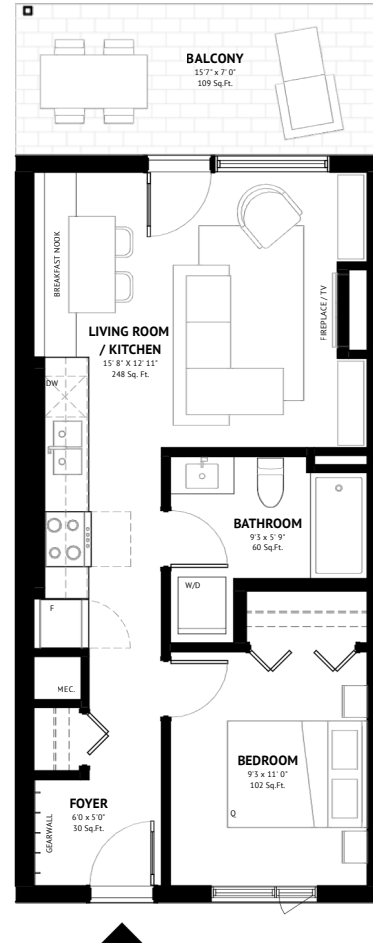 BALCONY
15'7" x 7' 0"
109 Sq.Ft.
BREAKFAST NOOK
FIREPLACE / TV
LIVING ROOM
/ KITCHEN
15' 8" X 12' 11"
248 Sq. Ft.
DW
BATHROOM
9'3 x 5' 9"
60 Sq.Ft.
W/D
F
MEC.
BEDROOM
9'3 x 11' 0"
102 Sq.Ft.
Q
FOYER
6'0 x 5'0"
30 Sq.Ft.
GEARWALL